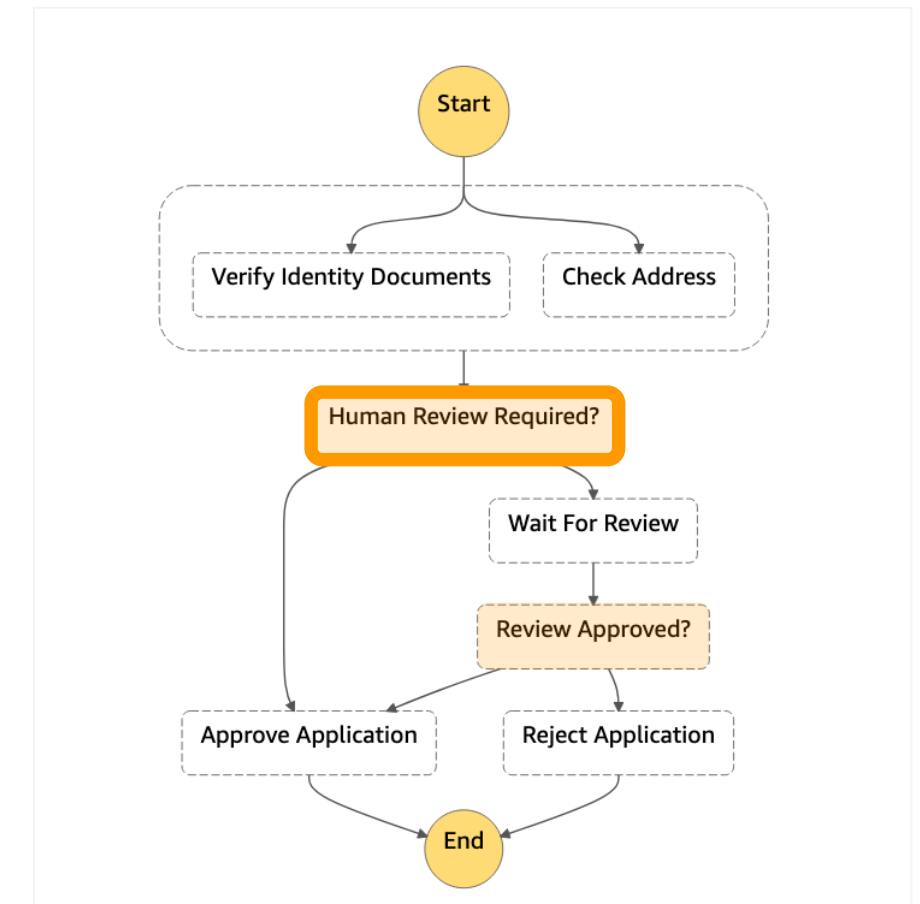 Start
Verify Identity Documents
Check Address
Human Review Required?
Wait For Review
Review Approved?
Approve Application
Reject Application
End